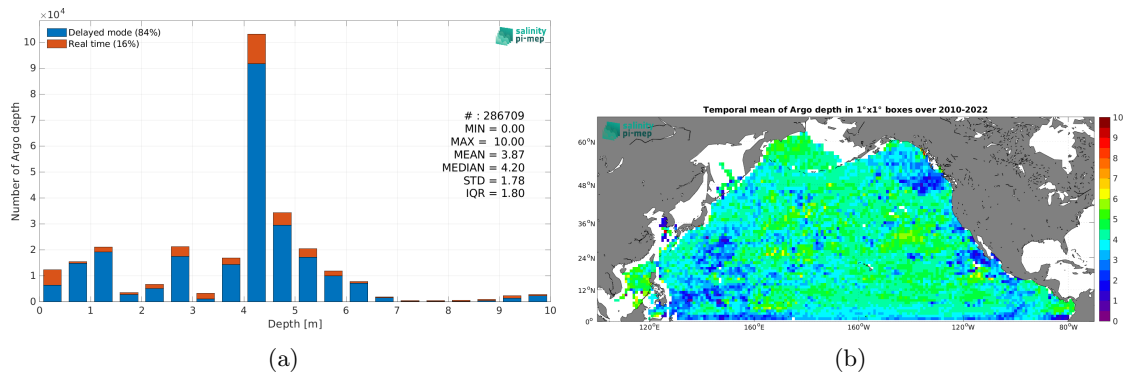 ×10⁴
Delayed mode (84%)
Real time (16%)
salinity
pi-mep
10
9
8
7
6
5
4
3
2
1
0
Number of Argo depth
# : 286709
MIN = 0.00
MAX = 10.00
MEAN = 3.87
MEDIAN = 4.20
STD = 1.78
IQR = 1.80
0 1 2 3 4 5 6 7 8 9 10
Depth [m]
(a)
Temporal mean of Argo depth in 1°x1° boxes over 2010-2022
salinity
pi-mep
60°N
48°N
36°N
24°N
12°N
0°
120°E 160°E 160°W 120°W 80°W
10
9
8
7
6
5
4
3
2
1
0
(b)